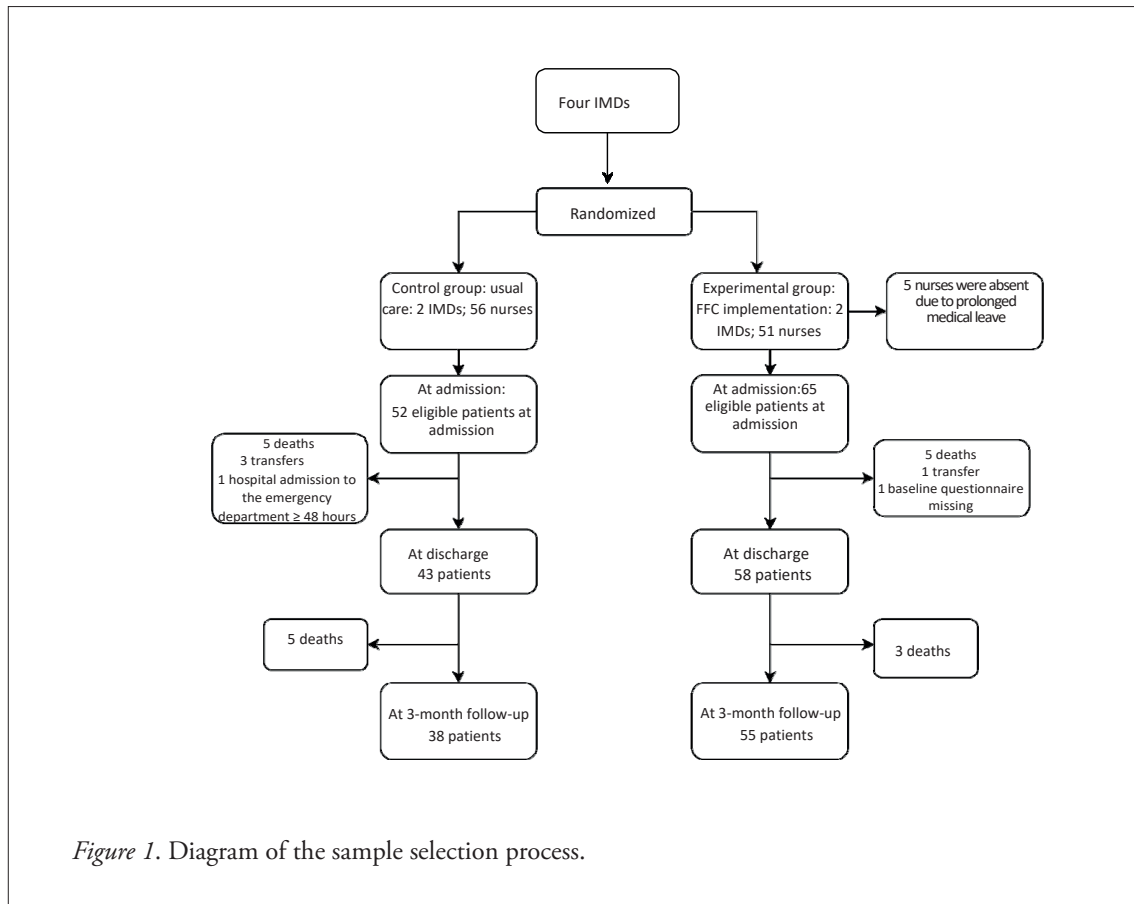 Four IMDs
Randomized
Control group: usual
care: 2 IMDs; 56 nurses
Experimental group:
FFC implementation: 2
IMDs; 51 nurses
5 nurses were absent
due to prolonged
medical leave
At admission:
52 eligible patients at
admission
At admission:65
eligible patients at
admission
5 deaths
3 transfers
1 hospital admission to
the emergency
department ≥ 48 hours
5 deaths
1 transfer
1 baseline questionnaire
missing
At discharge
43 patients
At discharge
58 patients
5 deaths
3 deaths
At 3-month follow-up
38 patients
At 3-month follow-up
55 patients
Figure 1. Diagram of the sample selection process.